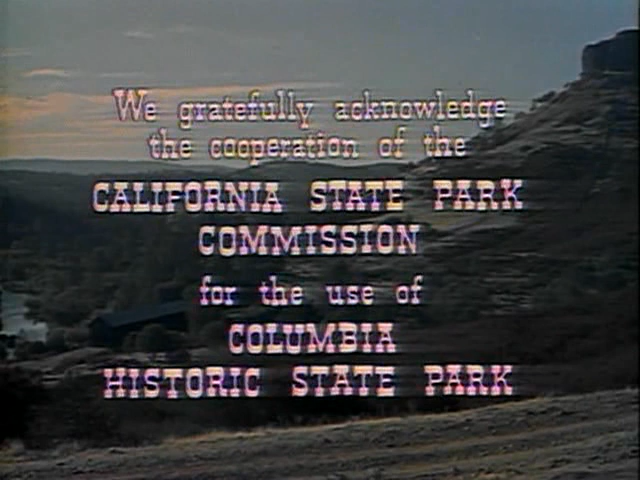 We gratefully acknowledge
the cooperation of the
CALIFORNIA STATE PARK
COMMISSION
for the use of
COLUMBIA
HISTORIC STATE PARK